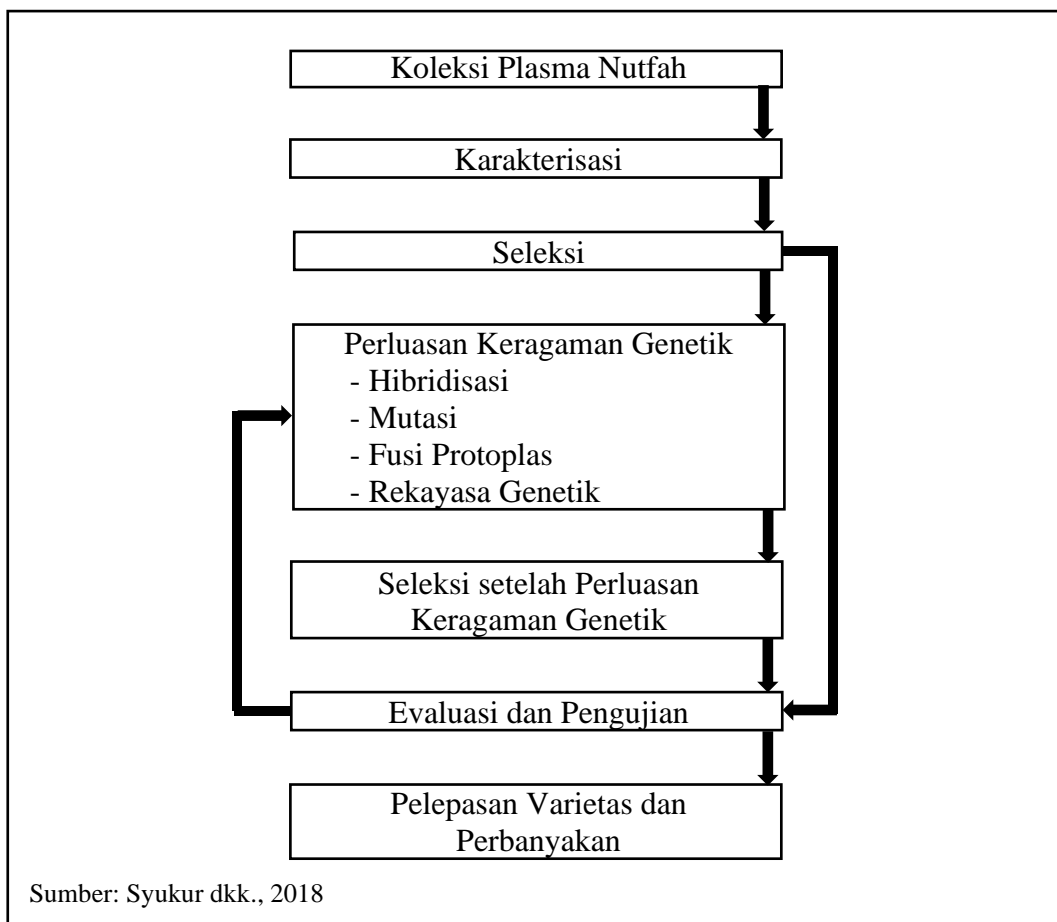 Koleksi Plasma Nutfah
Karakterisasi
Seleksi
Perluasan Keragaman Genetik
- Hibridisasi
- Mutasi
- Fusi Protoplas
- Rekayasa Genetik
Seleksi setelah Perluasan
Keragaman Genetik
Evaluasi dan Pengujian
Pelepasan Varietas dan
Perbanyakan
Sumber: Syukur dkk., 2018